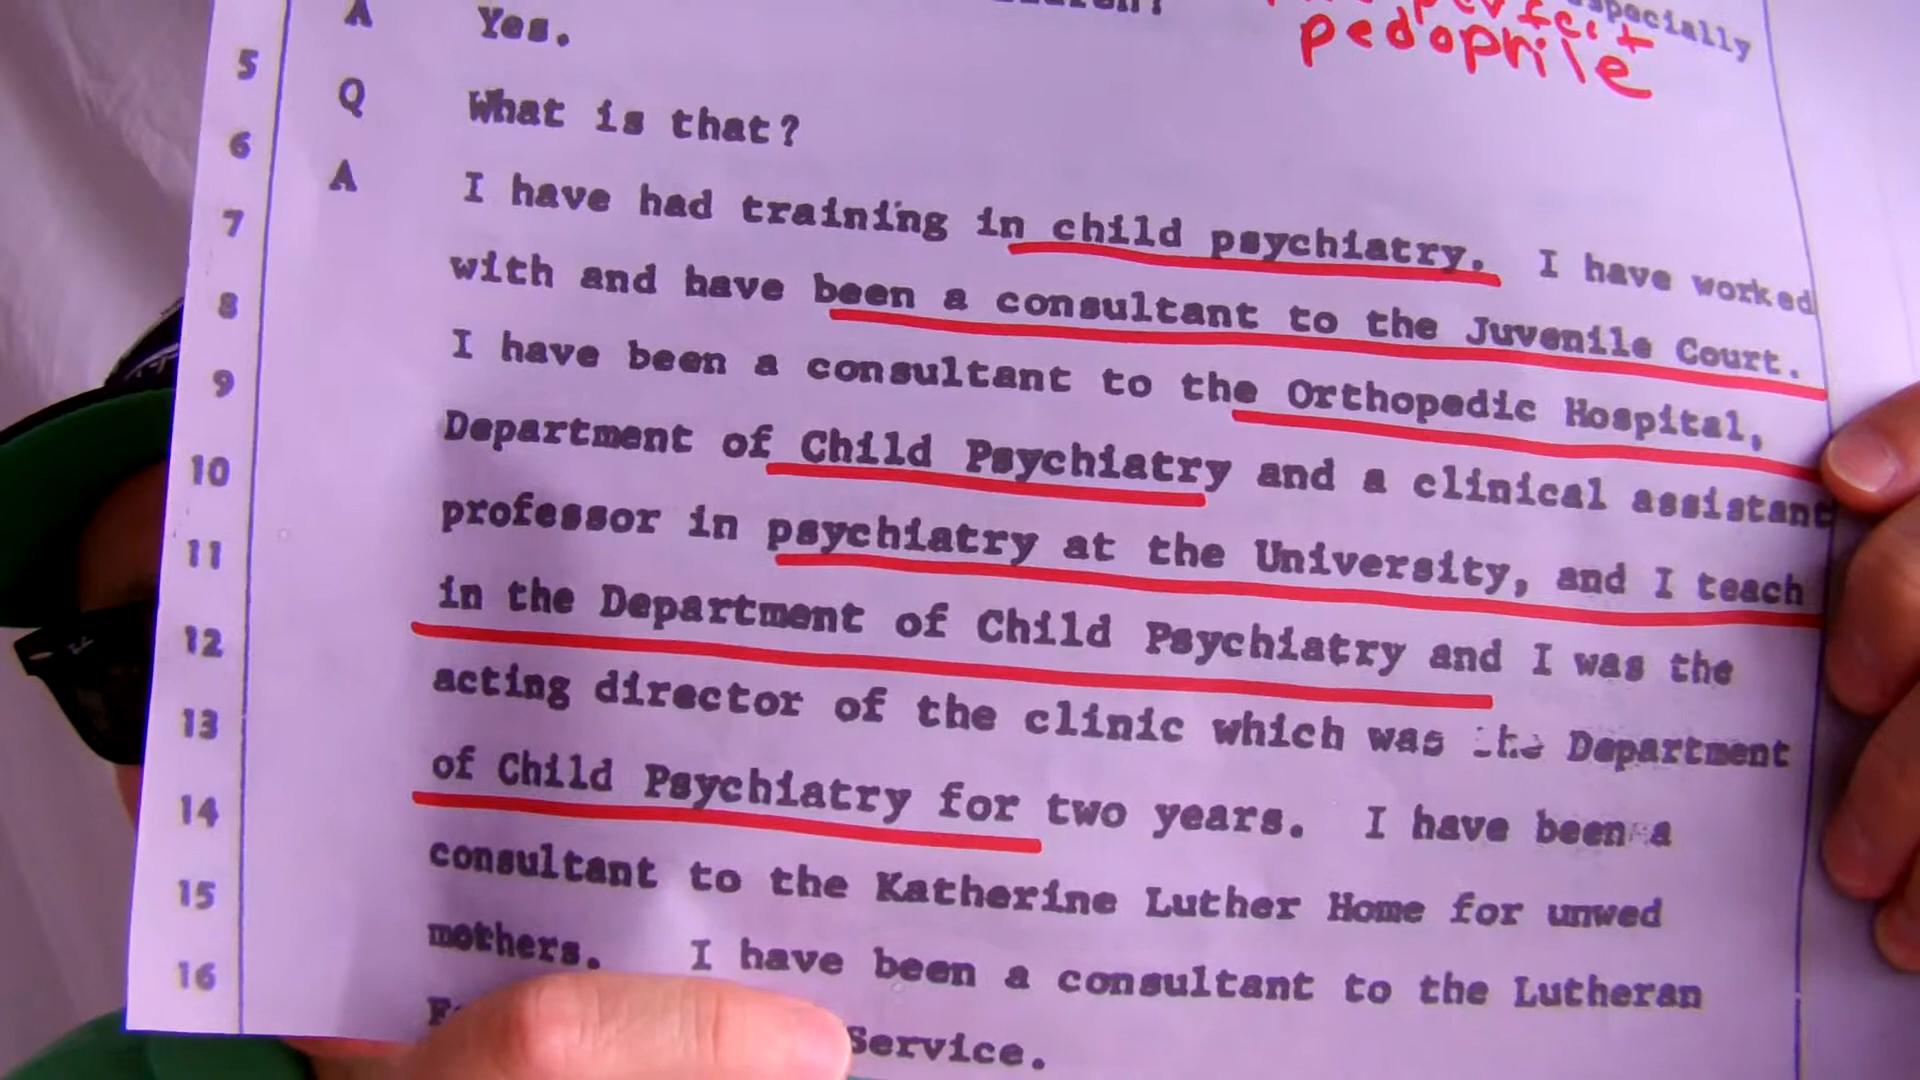 especially
perfect
pedophile
A Yes.
5 Q What is that?
6 A I have had training in child psychiatry. I have worked
7 with and have been a consultant to the Juvenile Court.
8 I have been a consultant to the Orthopedic Hospital,
9 Department of Child Psychiatry and a clinical assistant
10 professor in psychiatry at the University, and I teach
11 in the Department of Child Psychiatry and I was the
12 acting director of the clinic which was the Department
13 of Child Psychiatry for two years. I have been a
14 consultant to the Katherine Luther Home for unwed
15 mothers. I have been a consultant to the Lutheran
16 Service.